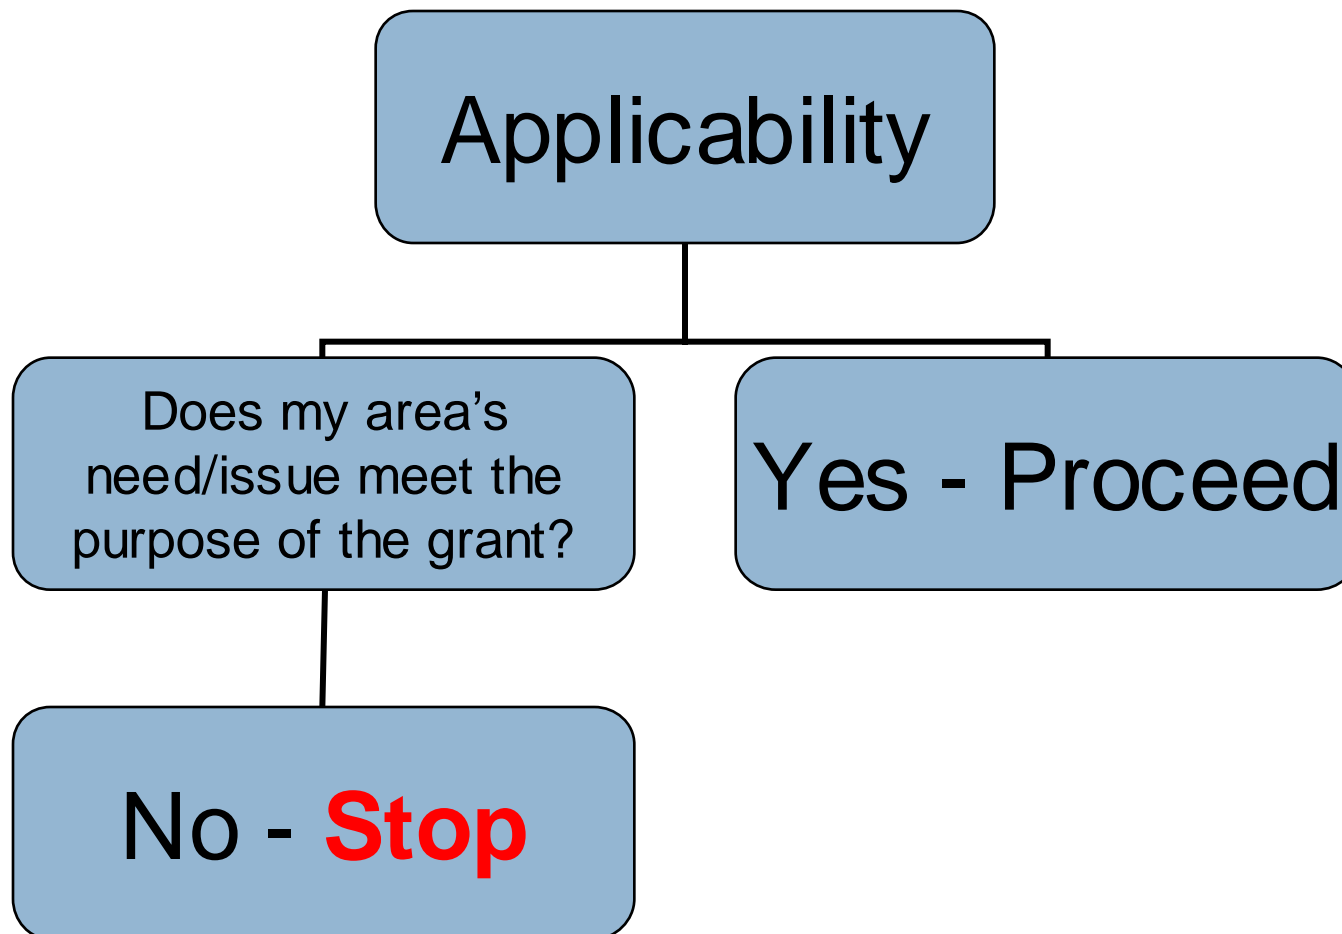 Applicability
Does my area’s
need/issue meet the
purpose of the grant?
Yes - Proceed
No - Stop